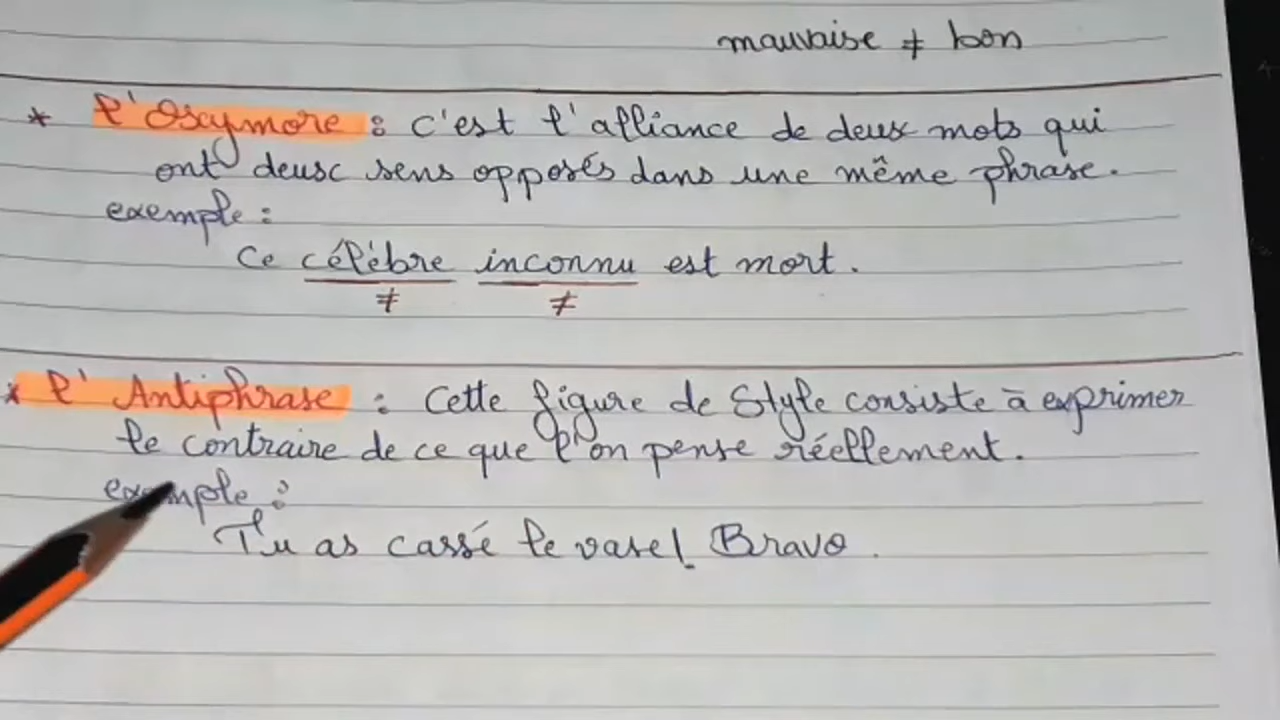 mauvaise ≠ bon
* l'Oxymore : c'est l'alliance de deux mots qui
ont deux sens opposés dans une même phrase.
exemple :
Ce célèbre inconnu est mort.
≠ ≠
* l'Antiphrase : Cette figure de Style consiste à exprimer
le contraire de ce que l'on pense réellement.
exemple :
Tu as cassé le vase! Bravo.